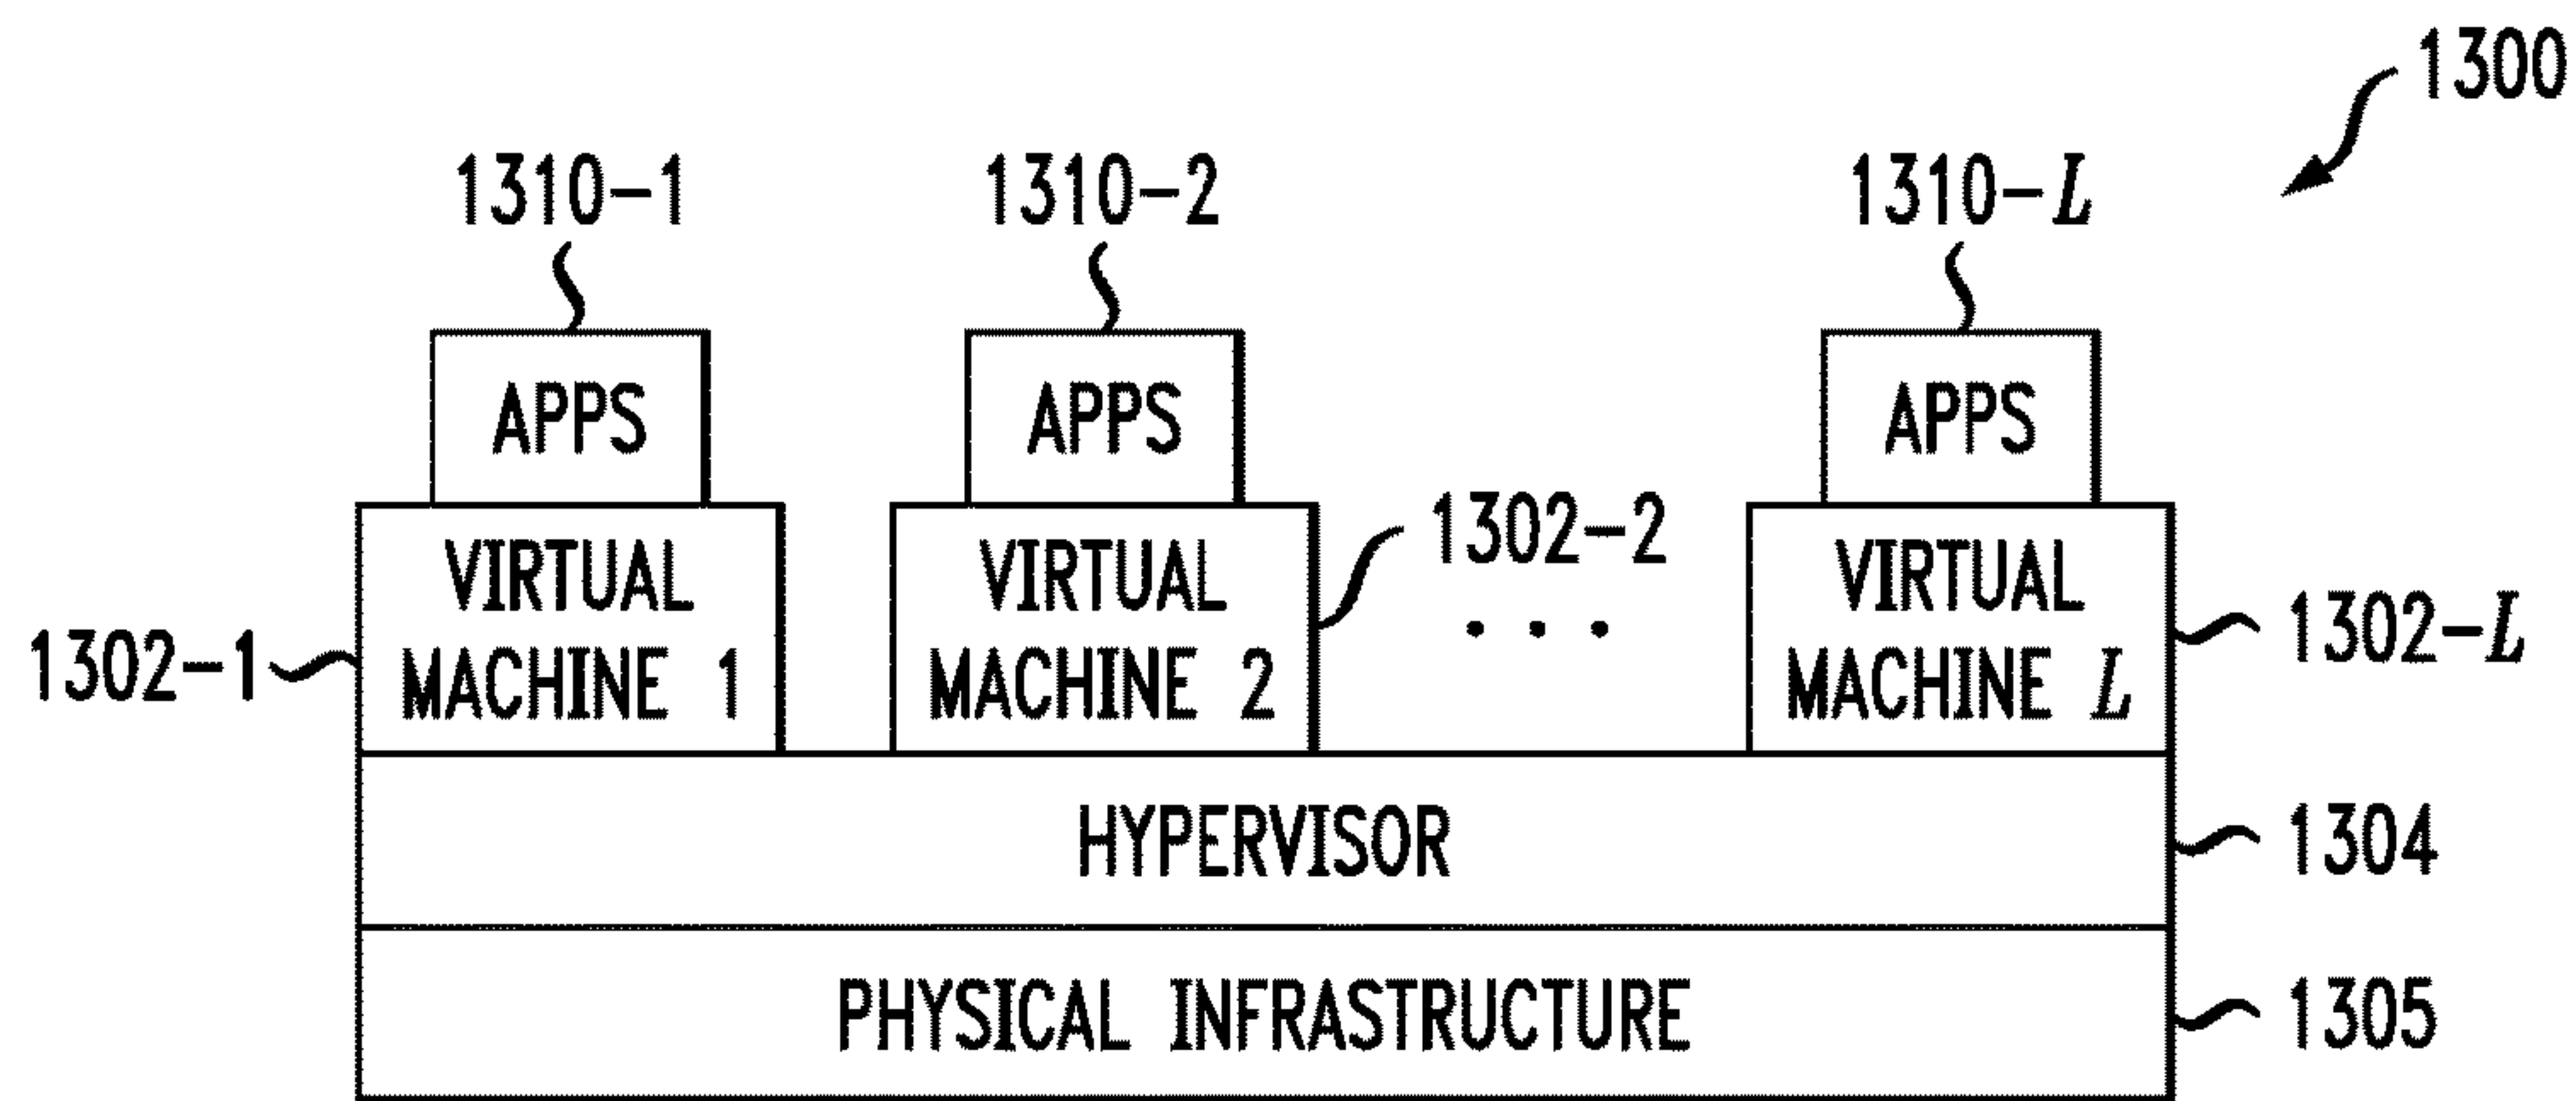 1300
1310-1
1310-2
1310-L
APPS
APPS
APPS
VIRTUAL
MACHINE 1
VIRTUAL
MACHINE 2
1302-2
. . .
VIRTUAL
MACHINE L
1302-1
1302-L
HYPERVISOR
1304
PHYSICAL INFRASTRUCTURE
1305